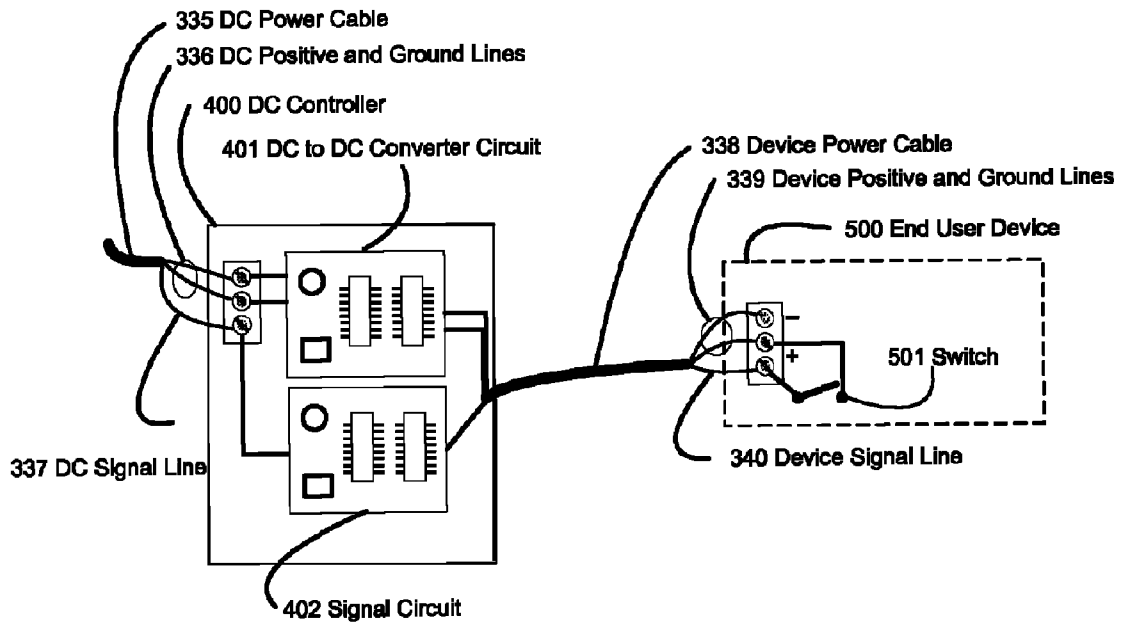 335 DC Power Cable
336 DC Positive and Ground Lines
400 DC Controller
401 DC to DC Converter Circuit
338 Device Power Cable
339 Device Positive and Ground Lines
500 End User Device
−
+
501 Switch
337 DC Signal Line
340 Device Signal Line
402 Signal Circuit